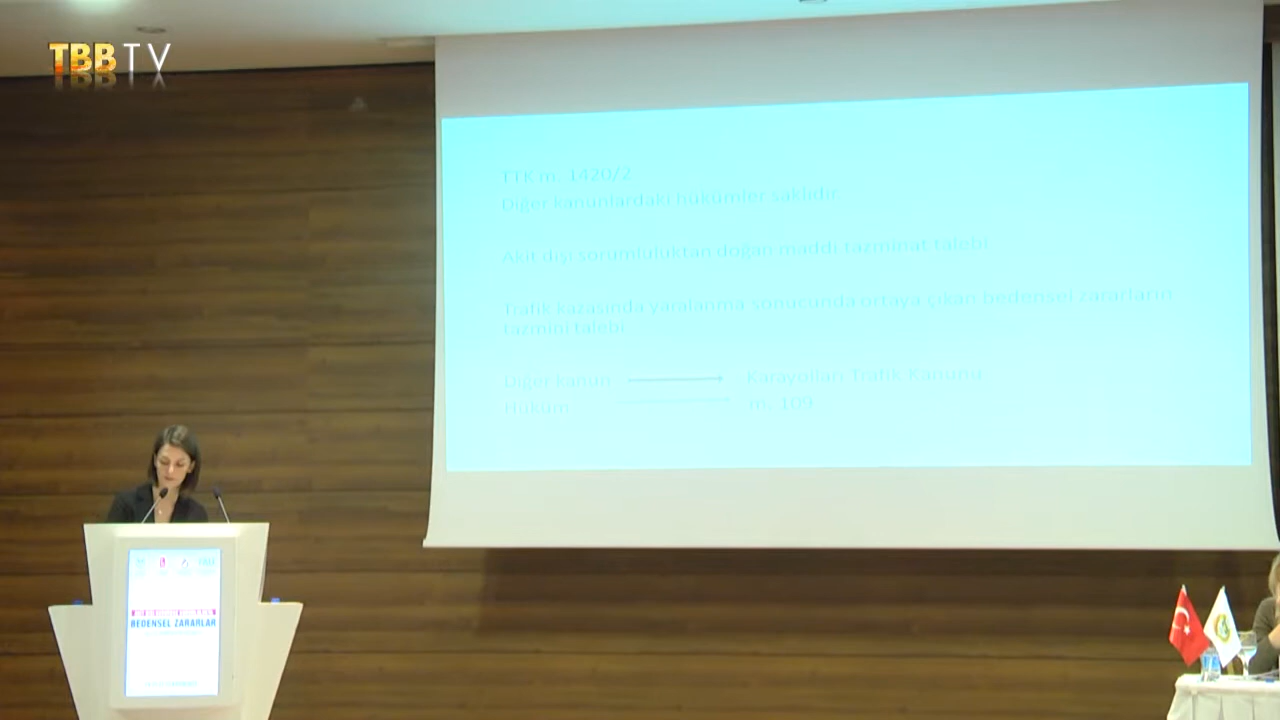 TBB TV
TTK m. 1420/2
Diğer kanunlardaki hükümler saklıdır
Akit dışı sorumluluktan doğan maddi tazminat talebi
Trafik kazasında yaralanma sonucunda ortaya çıkan bedensel zararların
tazmini talebi
Diğer kanun Karayolları Trafik Kanunu
Hüküm m. 109
BEDENSEL ZARARLAR